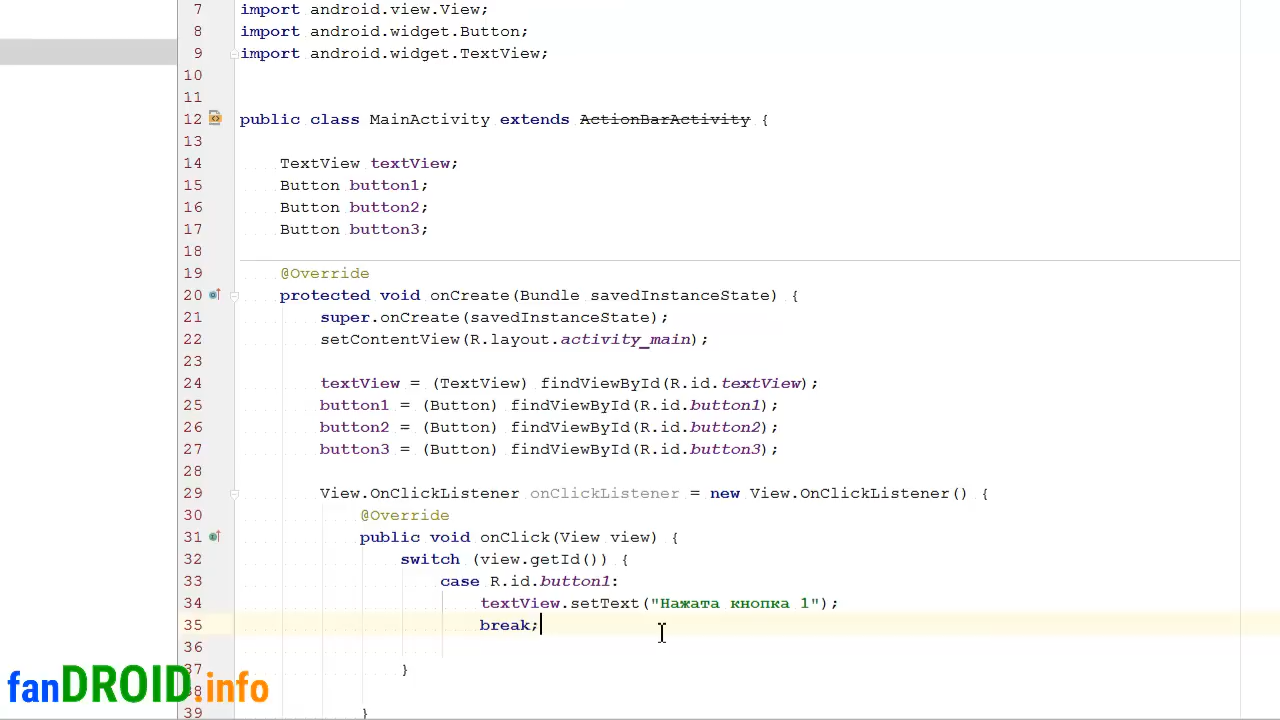 7 import android.view.View;
8 import android.widget.Button;
9 import android.widget.TextView;
10
11
12 public class MainActivity extends ActionBarActivity {
13
14 TextView textView;
15 Button button1;
16 Button button2;
17 Button button3;
18
19 @Override
20 protected void onCreate(Bundle savedInstanceState) {
21 super.onCreate(savedInstanceState);
22 setContentView(R.layout.activity_main);
23
24 textView = (TextView) findViewById(R.id.textView);
25 button1 = (Button) findViewById(R.id.button1);
26 button2 = (Button) findViewById(R.id.button2);
27 button3 = (Button) findViewById(R.id.button3);
28
29 View.OnClickListener onClickListener = new View.OnClickListener() {
30 @Override
31 public void onClick(View view) {
32 switch (view.getId()) {
33 case R.id.button1:
34 textView.setText("Нажата кнопка 1");
35 break;
36
37 }
38
39 }
fanDROID.info